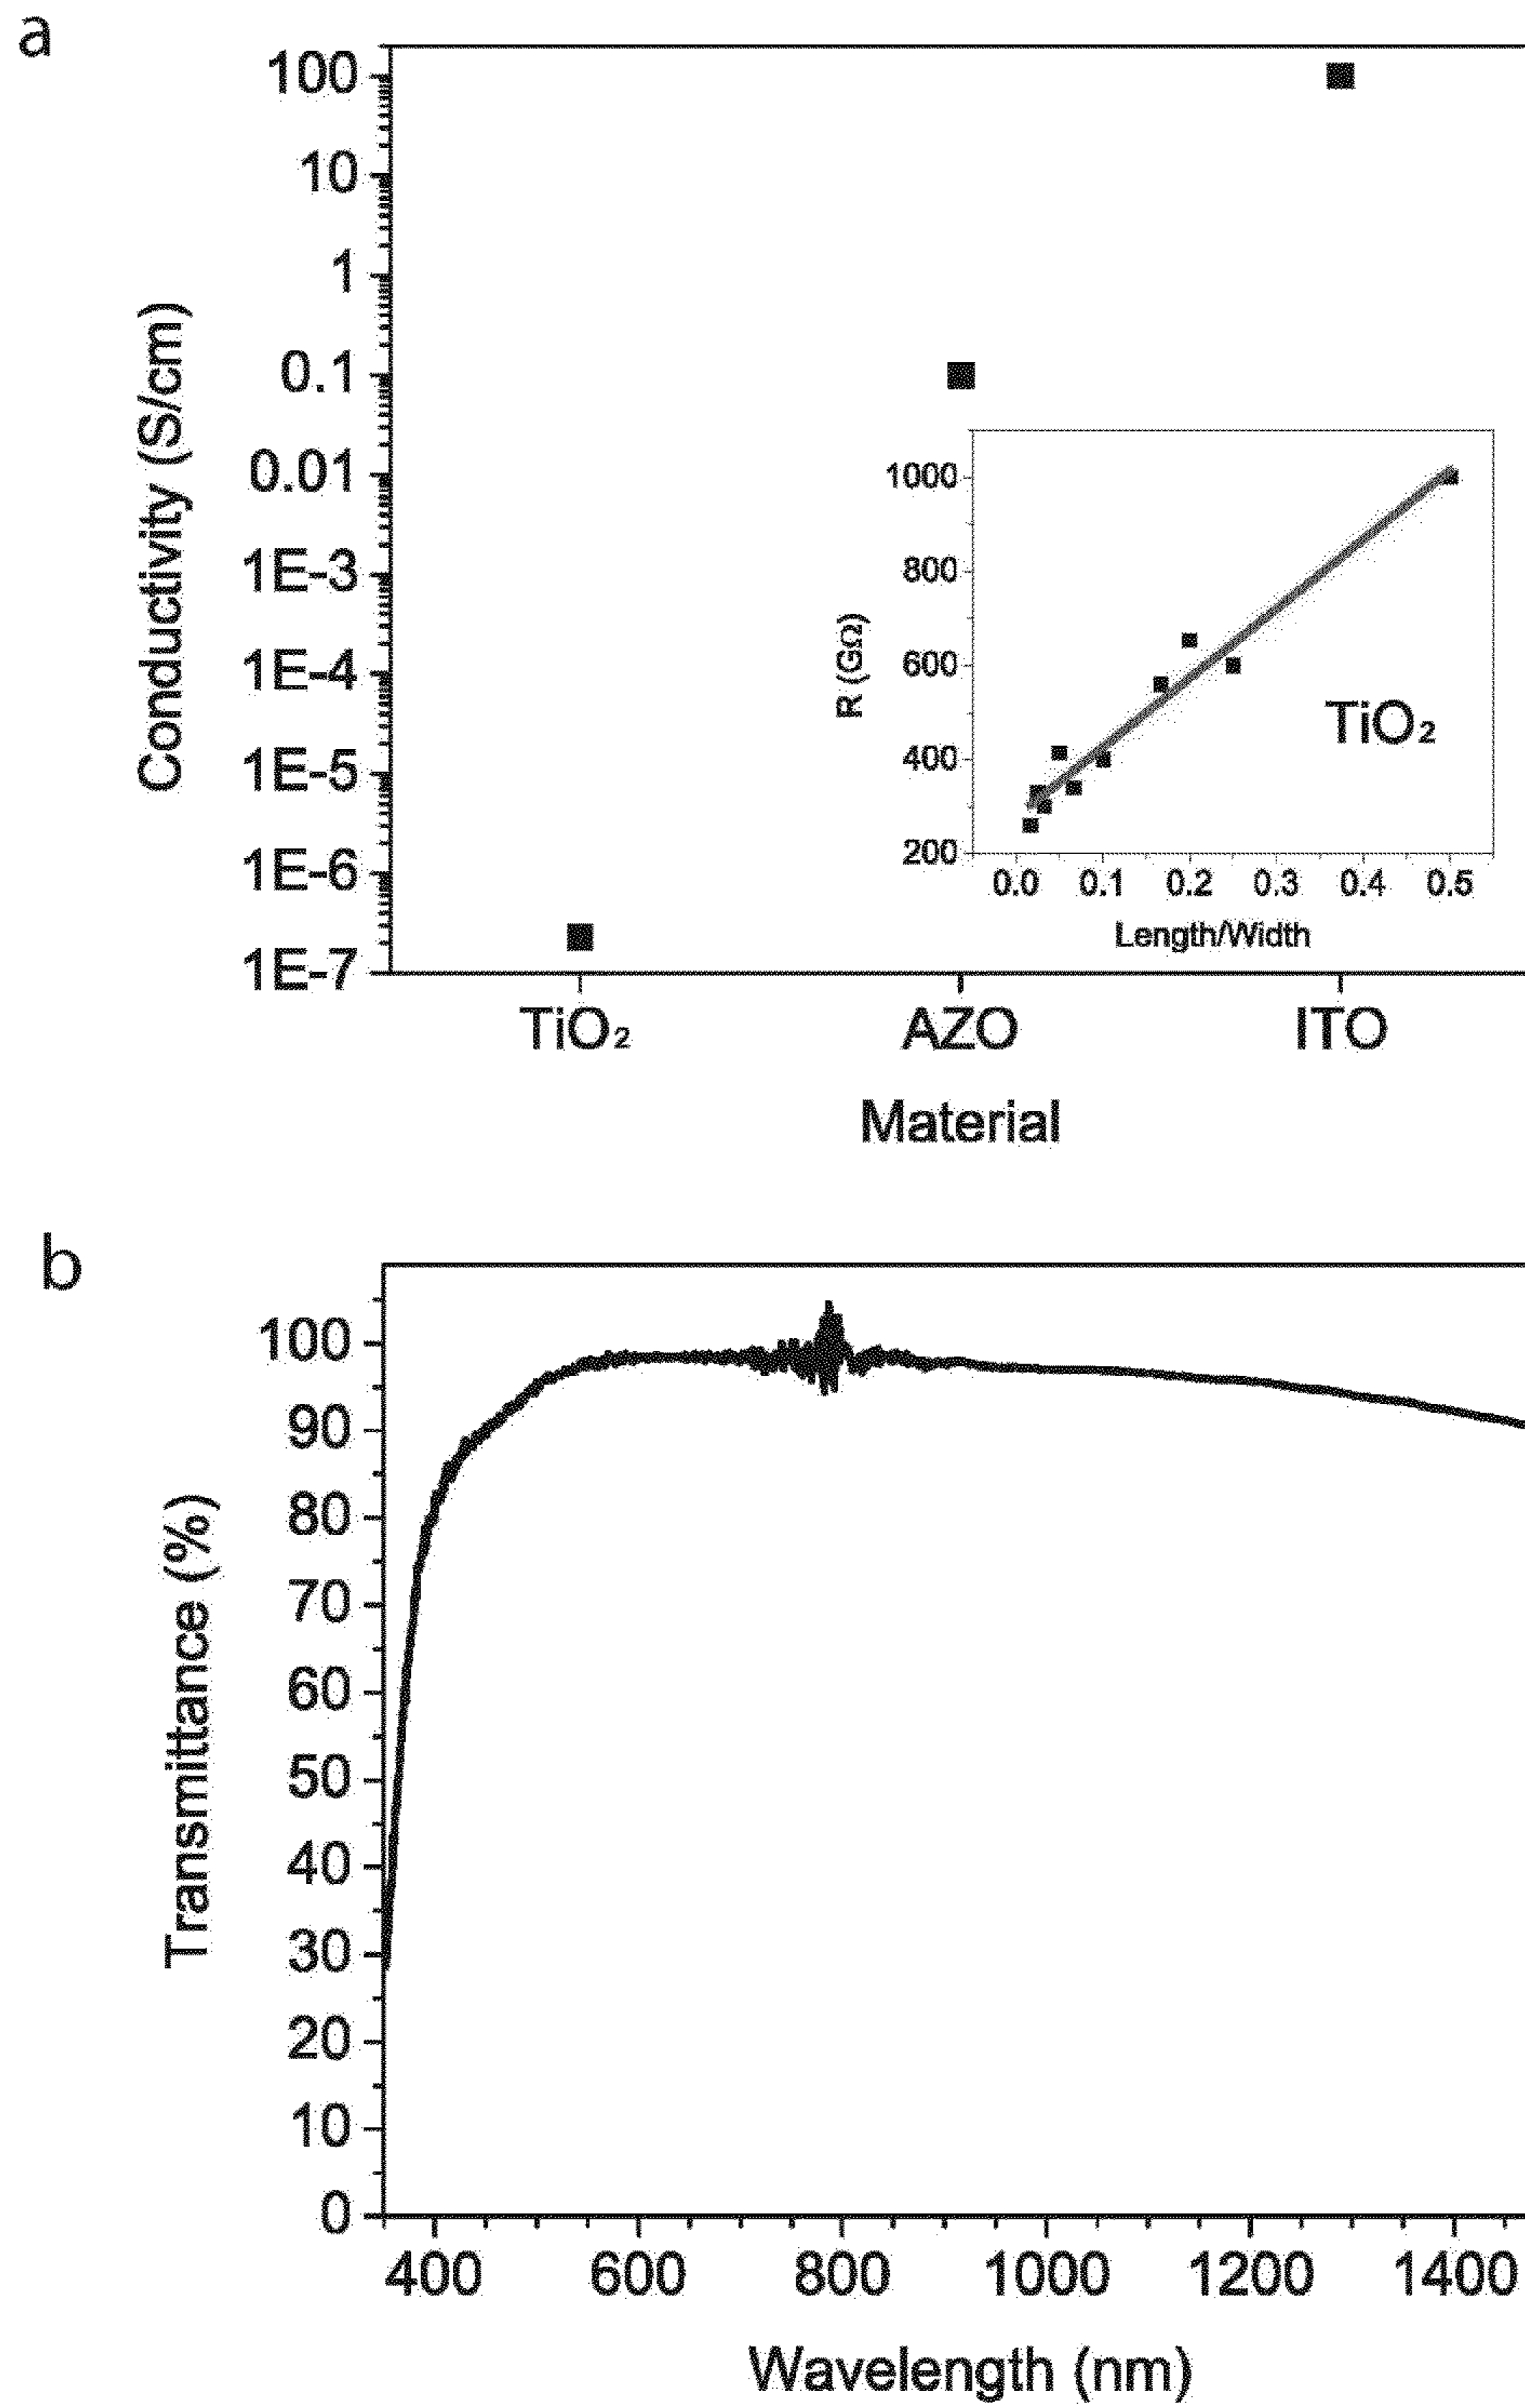 a
100
10
1
0.1
0.01
1E-3
1E-4
1E-5
1E-6
1E-7
Conductivity (S/cm)
TiO₂
AZO
ITO
Material
1000
800
600
400
200
R (GΩ)
TiO₂
0.0 0.1 0.2 0.3 0.4 0.5
Length/Width
b
100
90
80
70
60
50
40
30
20
10
0
Transmittance (%)
400 600 800 1000 1200 1400
Wavelength (nm)